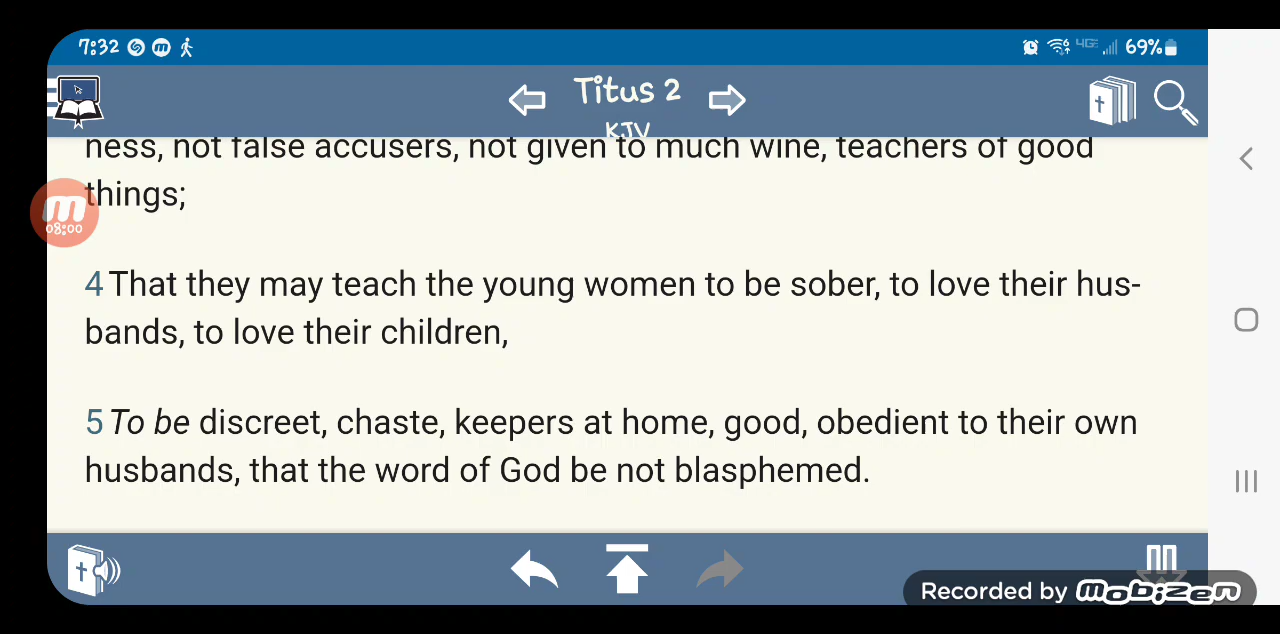 7:32 69%
4GE
Titus 2
KJV
ness, not false accusers, not given to much wine, teachers of good
things;
m
08:00
4 That they may teach the young women to be sober, to love their hus-
bands, to love their children,
5 To be discreet, chaste, keepers at home, good, obedient to their own
husbands, that the word of God be not blasphemed.
Recorded by mobizen